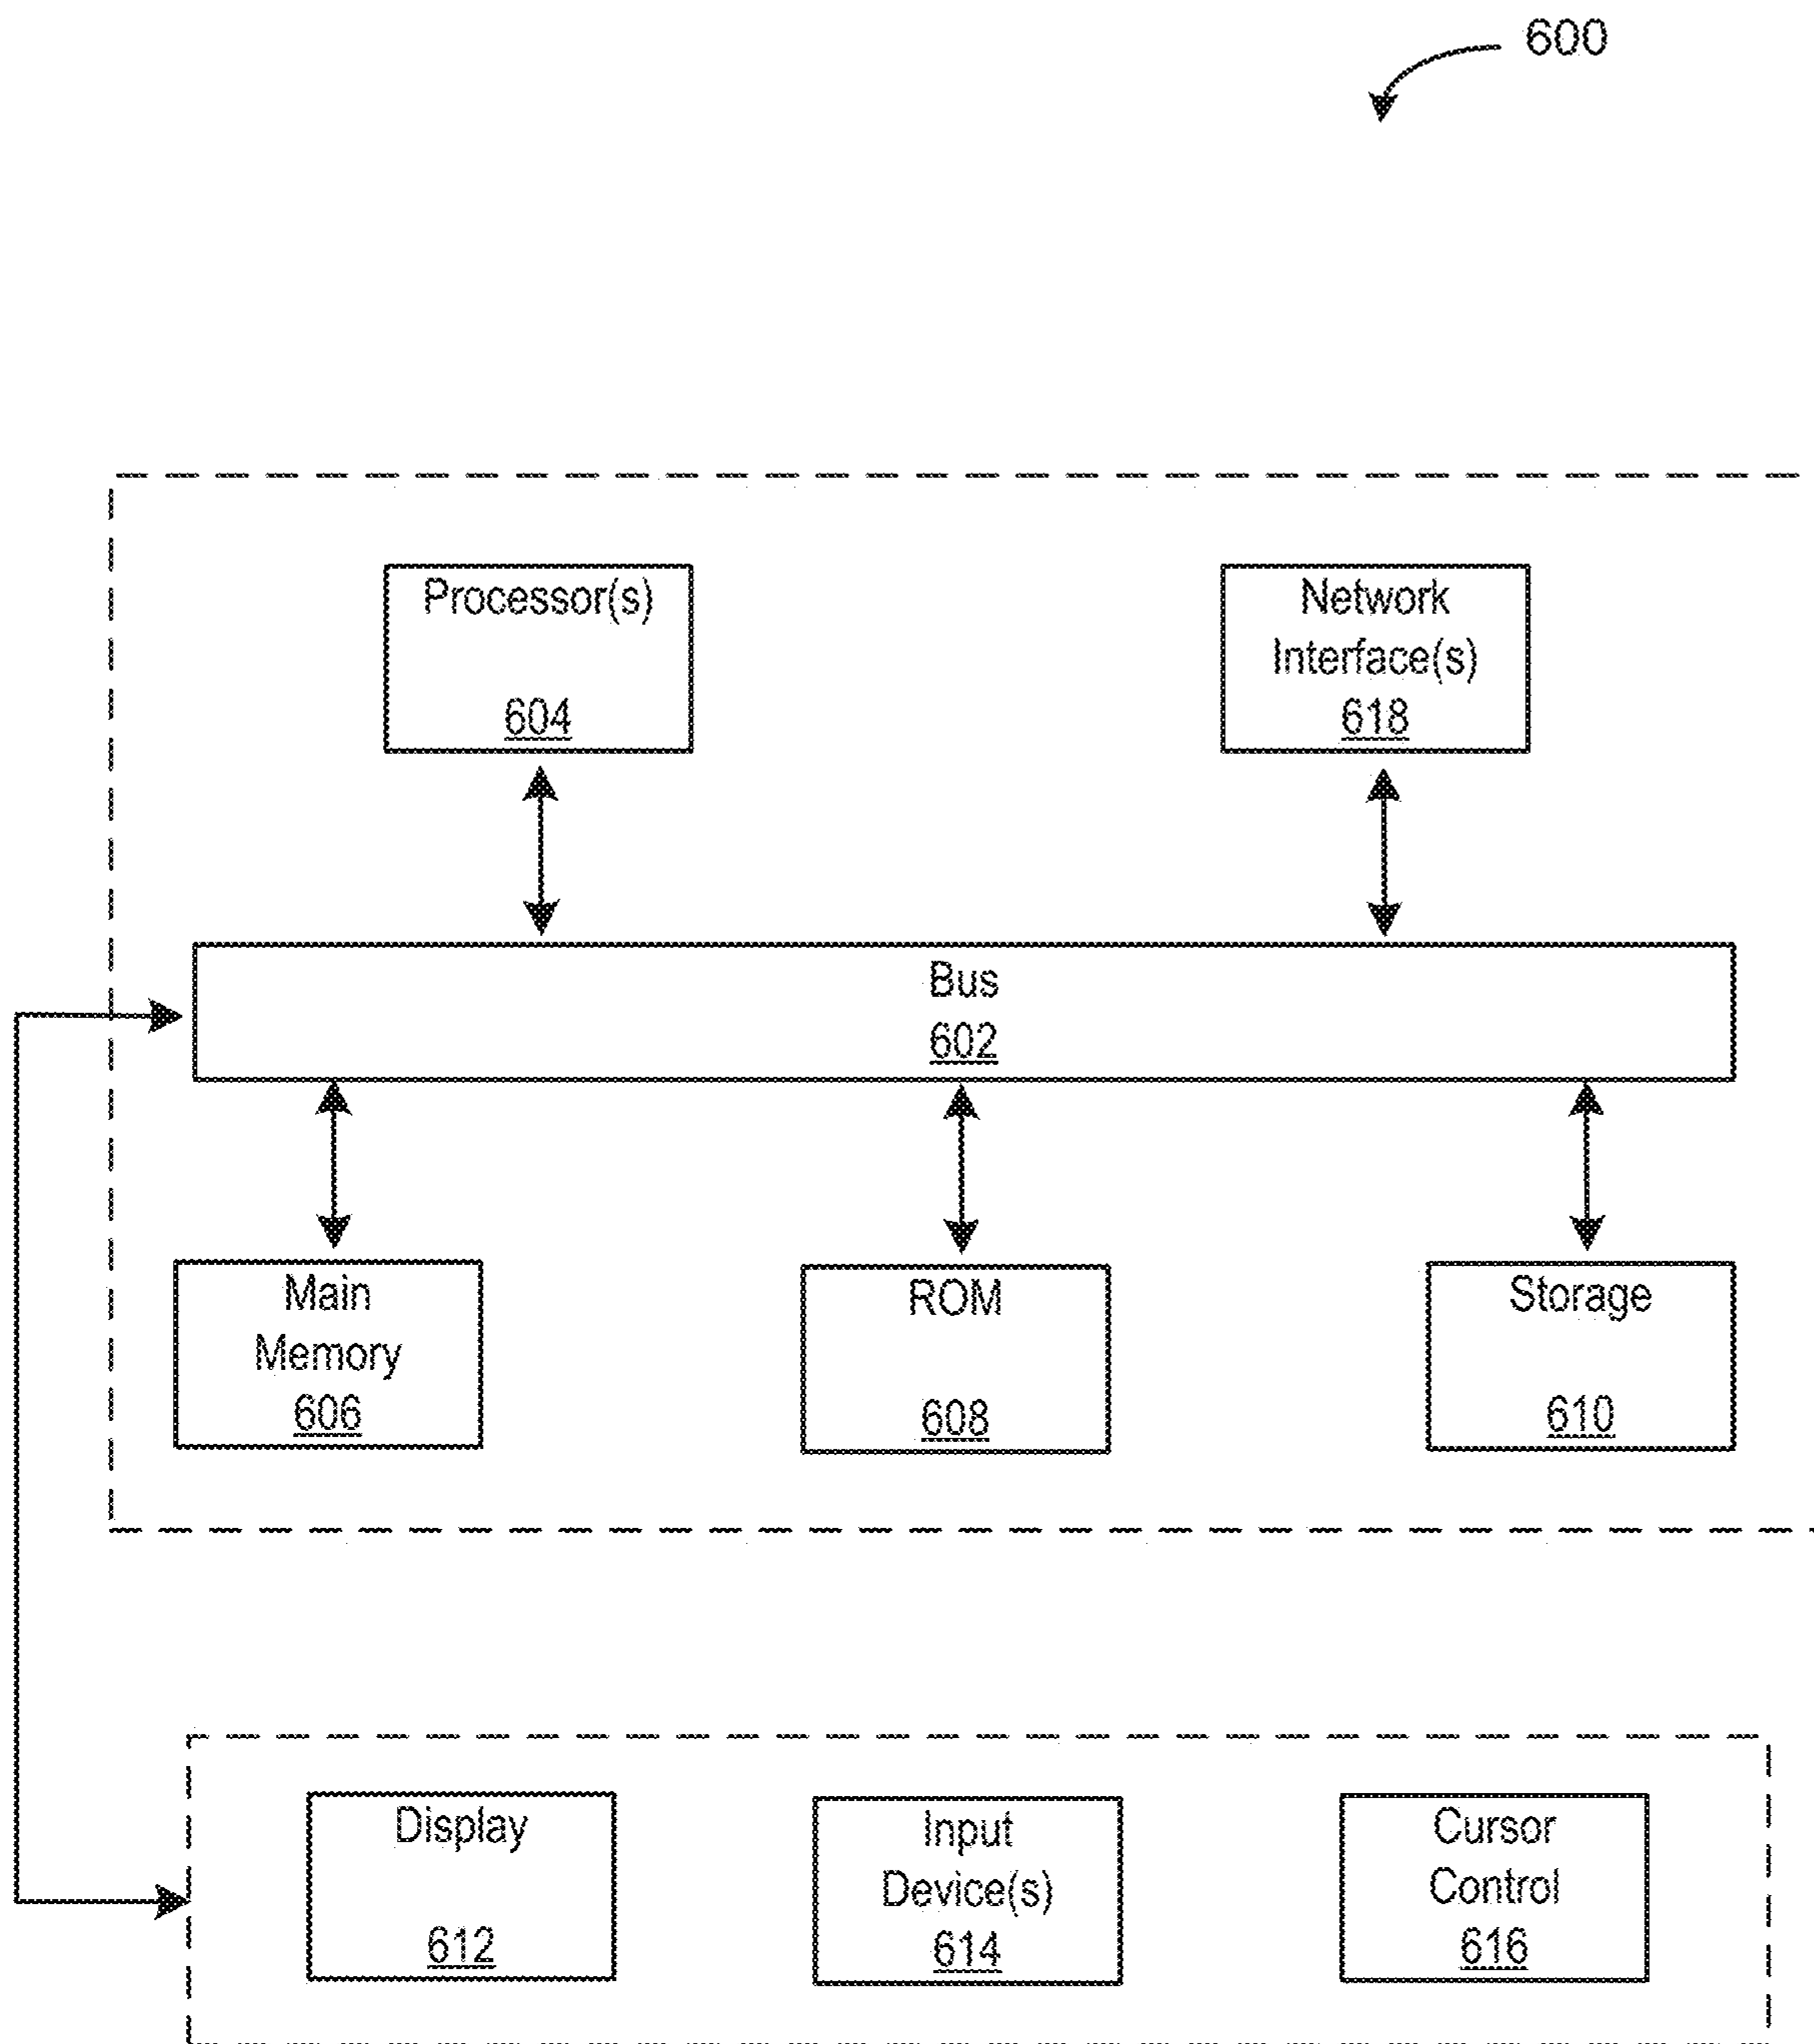 600
Processor(s)
604
Network
Interface(s)
618
Bus
602
Main
Memory
606
ROM
608
Storage
610
Display
612
Input
Device(s)
614
Cursor
Control
616